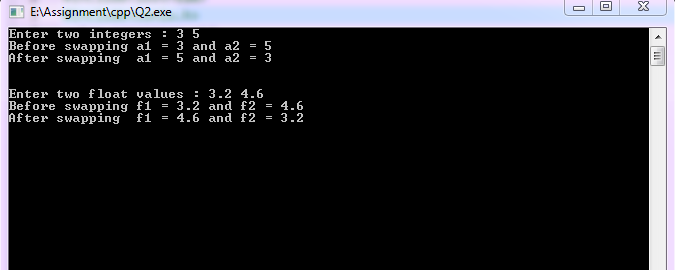 E:\Assignment\cpp\Q2.exe
Enter two integers : 3 5
Before swapping a1 = 3 and a2 = 5
After swapping  a1 = 5 and a2 = 3
Enter two float values : 3.2 4.6
Before swapping f1 = 3.2 and f2 = 4.6
After swapping  f1 = 4.6 and f2 = 3.2